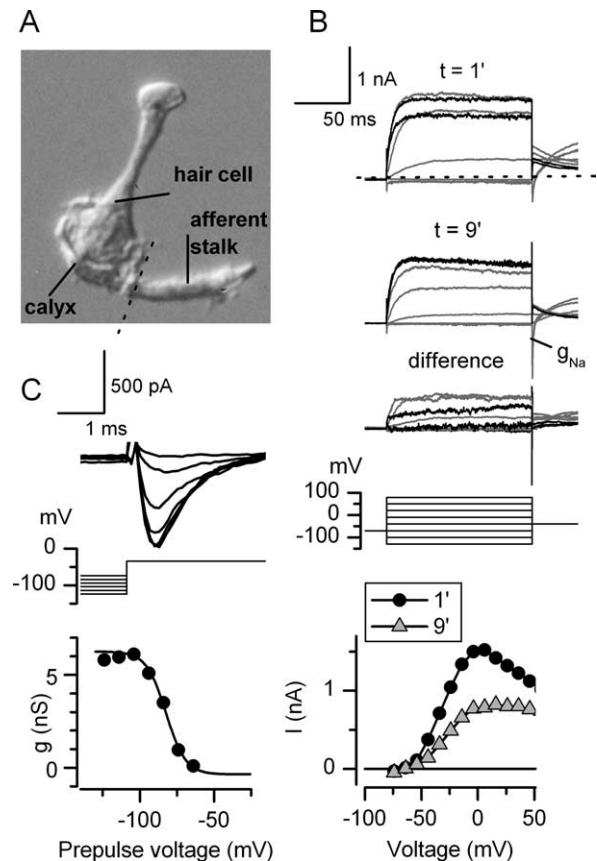 A
hair cell
afferent
stalk
calyx
B
1 nA
50 ms
t = 1'
t = 9'
gNa
difference
mV
100
0
-100
1'
9'
I (nA)
1
0
-100
-50
0
50
Voltage (mV)
C
500 pA
1 ms
mV
0
-100
g (nS)
5
0
-100
-50
Prepulse voltage (mV)